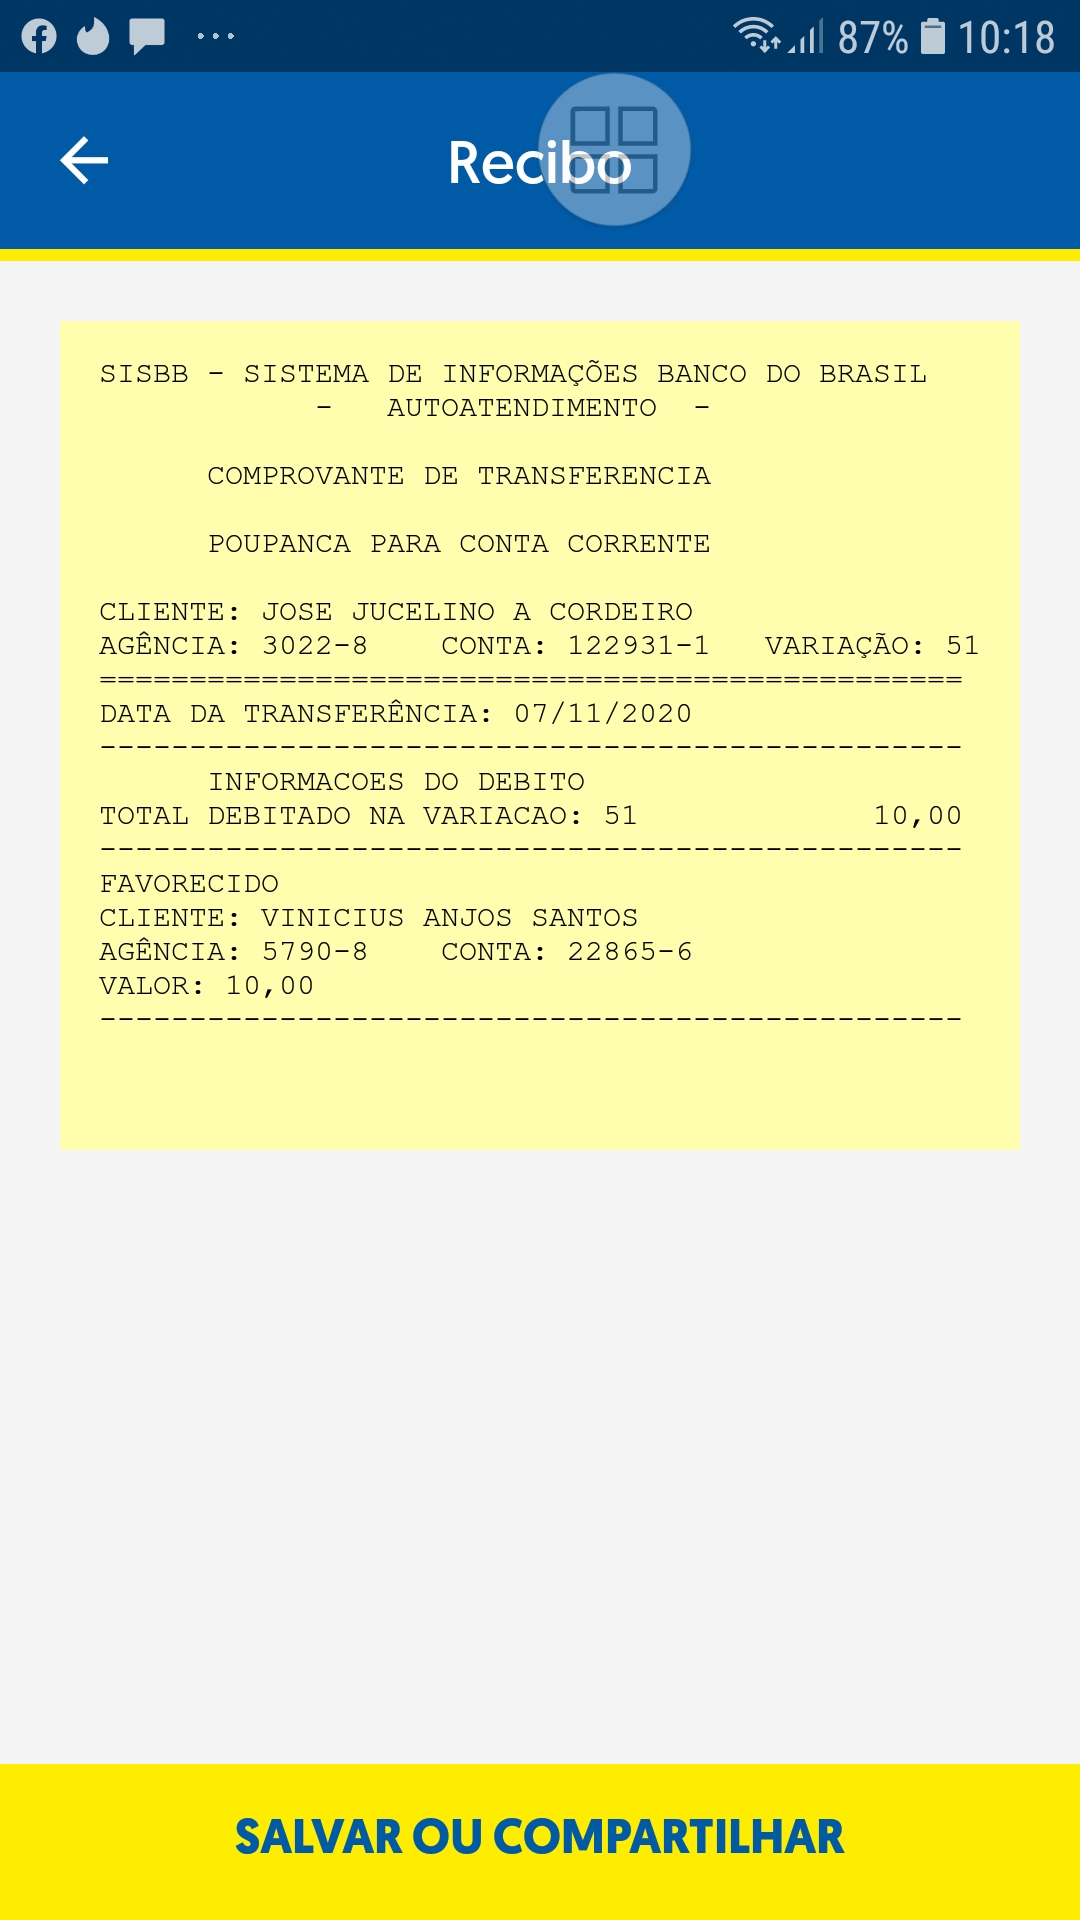 87% 10:18
Recibo
SISBB - SISTEMA DE INFORMAÇÕES BANCO DO BRASIL
- AUTOATENDIMENTO -
COMPROVANTE DE TRANSFERENCIA
POUPANCA PARA CONTA CORRENTE
CLIENTE: JOSE JUCELINO A CORDEIRO
AGÊNCIA: 3022-8 CONTA: 122931-1 VARIAÇÃO: 51
================================================
DATA DA TRANSFERÊNCIA: 07/11/2020
------------------------------------------------
INFORMACOES DO DEBITO
TOTAL DEBITADO NA VARIACAO: 51 10,00
------------------------------------------------
FAVORECIDO
CLIENTE: VINICIUS ANJOS SANTOS
AGÊNCIA: 5790-8 CONTA: 22865-6
VALOR: 10,00
------------------------------------------------
SALVAR OU COMPARTILHAR